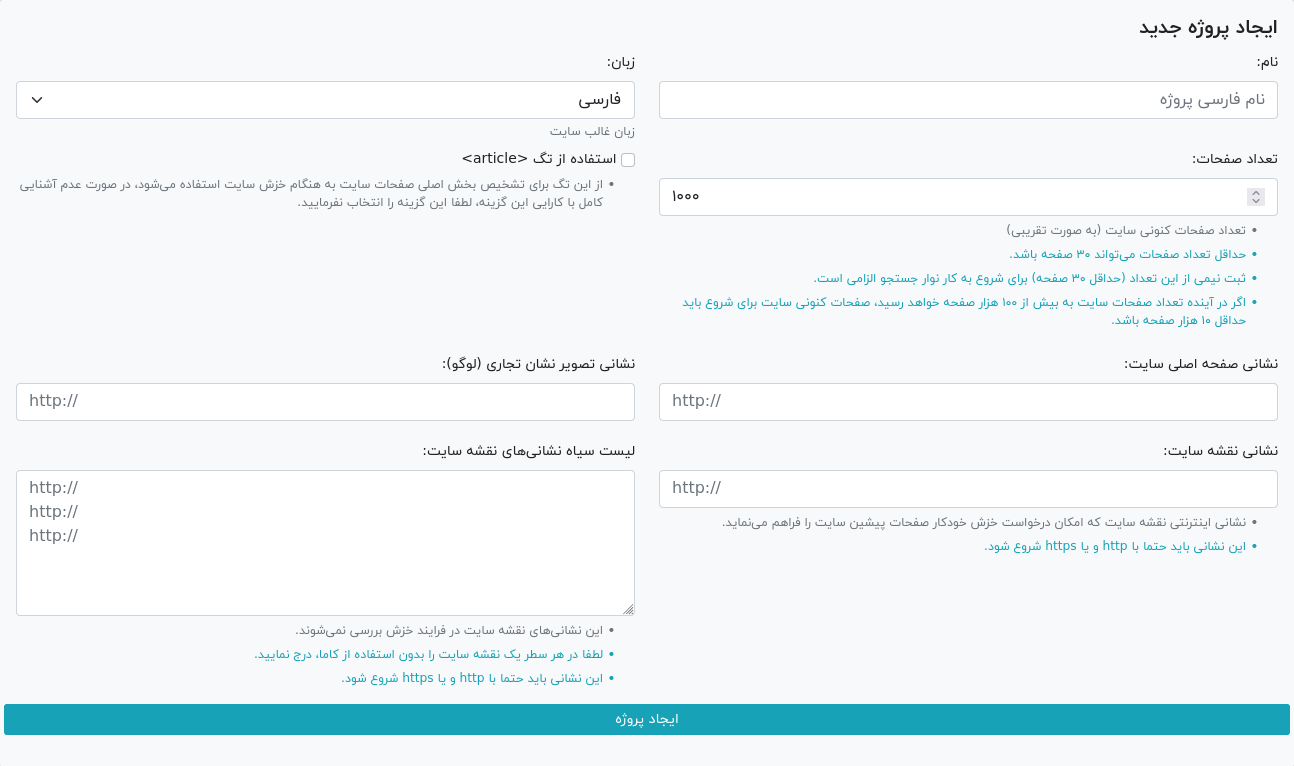 ایجاد پروژه جدید
نام:
نام فارسی پروژه
زبان:
فارسی
زبان غالب سایت
تعداد صفحات:
۱۰۰۰
• تعداد صفحات کنونی سایت (به صورت تقریبی)
• حداقل تعداد صفحات می‌تواند ۳۰ صفحه باشد.
• ثبت نیمی از این تعداد (حداقل ۳۰ صفحه) برای شروع به کار نوار جستجو الزامی است.
• اگر در آینده تعداد صفحات سایت به بیش از ۱۰۰ هزار صفحه خواهد رسید، صفحات کنونی سایت برای شروع باید
حداقل ۱۰ هزار صفحه باشد.
استفاده از تگ <article>
• از این تگ برای تشخیص بخش اصلی صفحات سایت به هنگام خزش سایت استفاده می‌شود، در صورت عدم آشنایی
کامل با کارایی این گزینه، لطفا این گزینه را انتخاب نفرمایید.
نشانی صفحه اصلی سایت:
http://
نشانی تصویر نشان تجاری (لوگو):
http://
نشانی نقشه سایت:
http://
• نشانی اینترنتی نقشه سایت که امکان درخواست خزش خودکار صفحات پیشین سایت را فراهم می‌نماید.
• این نشانی باید حتما با http و یا https شروع شود.
لیست سیاه نشانی‌های نقشه سایت:
http://
http://
http://
• این نشانی‌های نقشه سایت در فرایند خزش بررسی نمی‌شوند.
• لطفا در هر سطر یک نقشه سایت را بدون استفاده از کاما، درج نمایید.
• این نشانی باید حتما با http و یا https شروع شود.
ایجاد پروژه